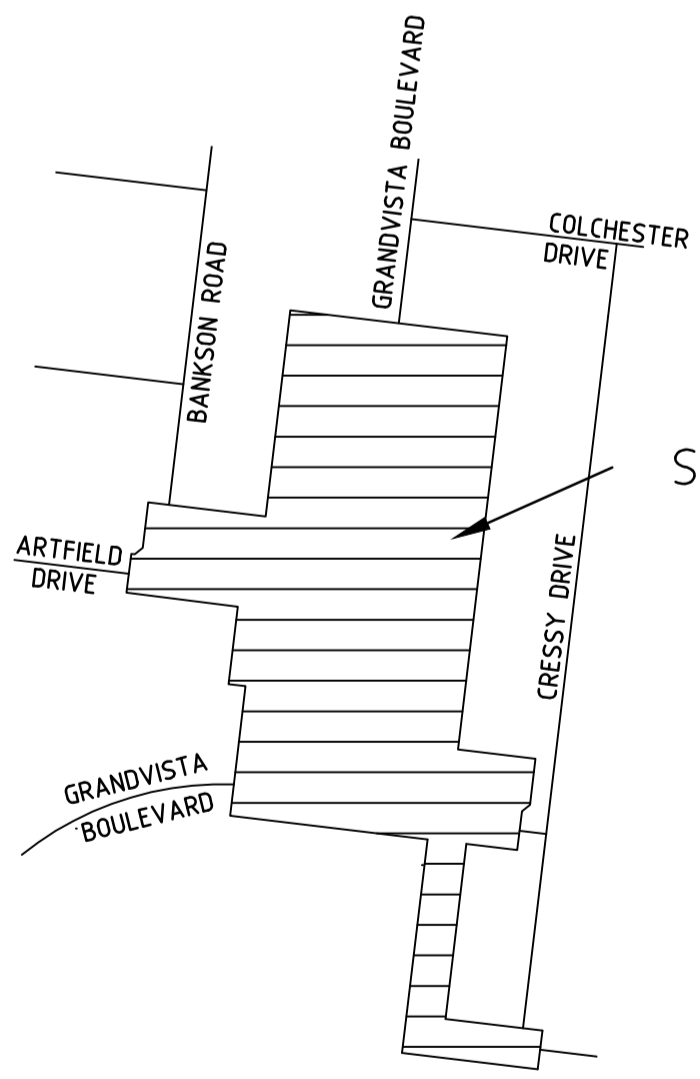 GRANDVISTA BOULEVARD
COLCHESTER
DRIVE
BANKSON ROAD
S
ARTFIELD
DRIVE
CRESSY DRIVE
GRANDVISTA
BOULEVARD